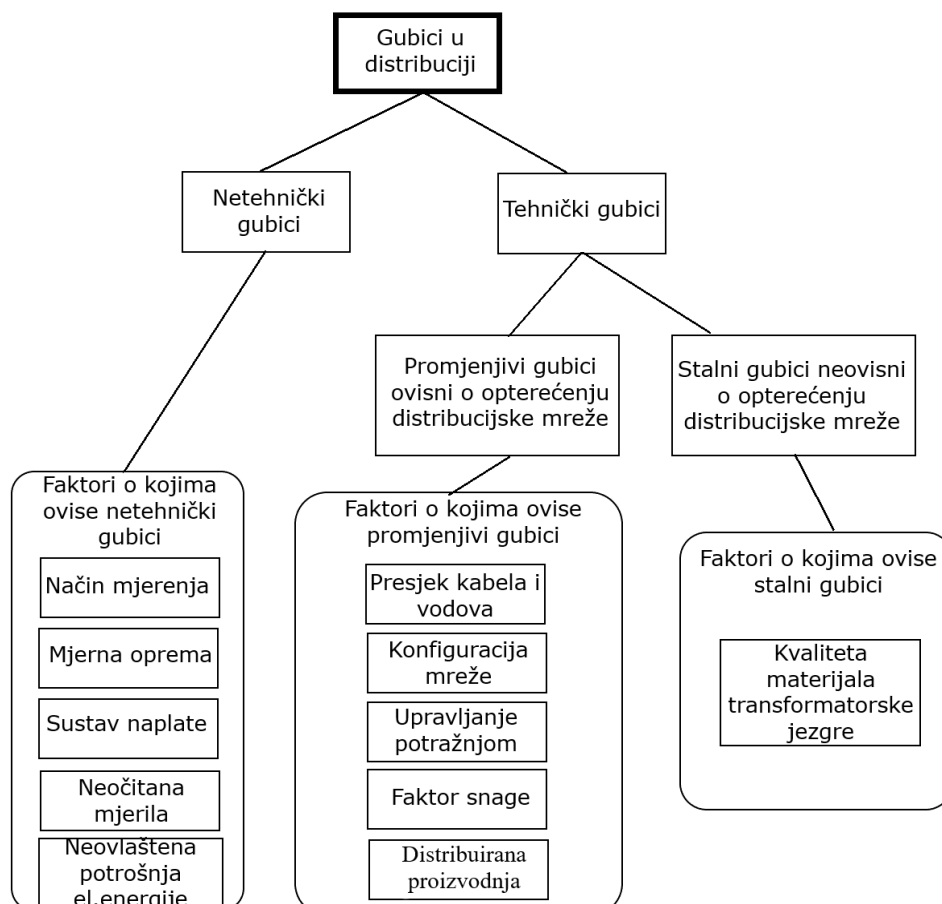 Gubici u
distribuciji
Netehnički
gubici
Tehnički gubici
Promjenjivi gubici
ovisni o opterećenju
distribucijske mreže
Stalni gubici neovisni
o opterećenju
distribucijske mreže
Faktori o kojima
ovise netehnički
gubici
Način mjerenja
Mjerna oprema
Sustav naplate
Neočitana
mjerila
Neovlaštena
potrošnja
el.energije
Faktori o kojima ovise
promjenjivi gubici
Presjek kabela i
vodova
Konfiguracija
mreže
Upravljanje
potražnjom
Faktor snage
Distribuirana
proizvodnja
Faktori o kojima ovise
stalni gubici
Kvaliteta
materijala
transformatorske
jezgre